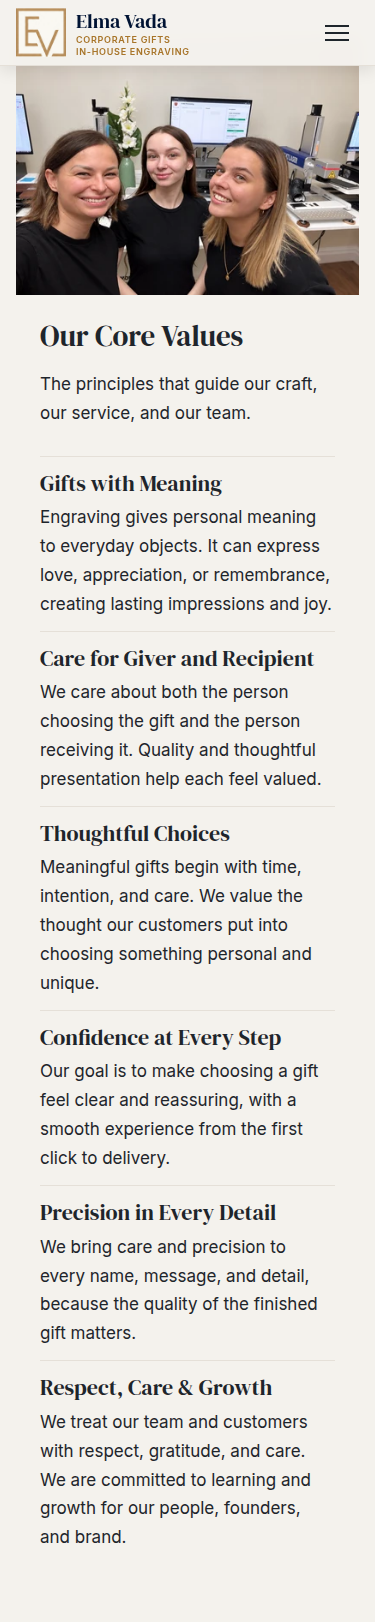 EV
Elma Vada
CORPORATE GIFTS
IN-HOUSE ENGRAVING
Our Core Values
The principles that guide our craft,
our service, and our team.
Gifts with Meaning
Engraving gives personal meaning
to everyday objects. It can express
love, appreciation, or remembrance,
creating lasting impressions and joy.
Care for Giver and Recipient
We care about both the person
choosing the gift and the person
receiving it. Quality and thoughtful
presentation help each feel valued.
Thoughtful Choices
Meaningful gifts begin with time,
intention, and care. We value the
thought our customers put into
choosing something personal and
unique.
Confidence at Every Step
Our goal is to make choosing a gift
feel clear and reassuring, with a
smooth experience from the first
click to delivery.
Precision in Every Detail
We bring care and precision to
every name, message, and detail,
because the quality of the finished
gift matters.
Respect, Care & Growth
We treat our team and customers
with respect, gratitude, and care.
We are committed to learning and
growth for our people, founders,
and brand.